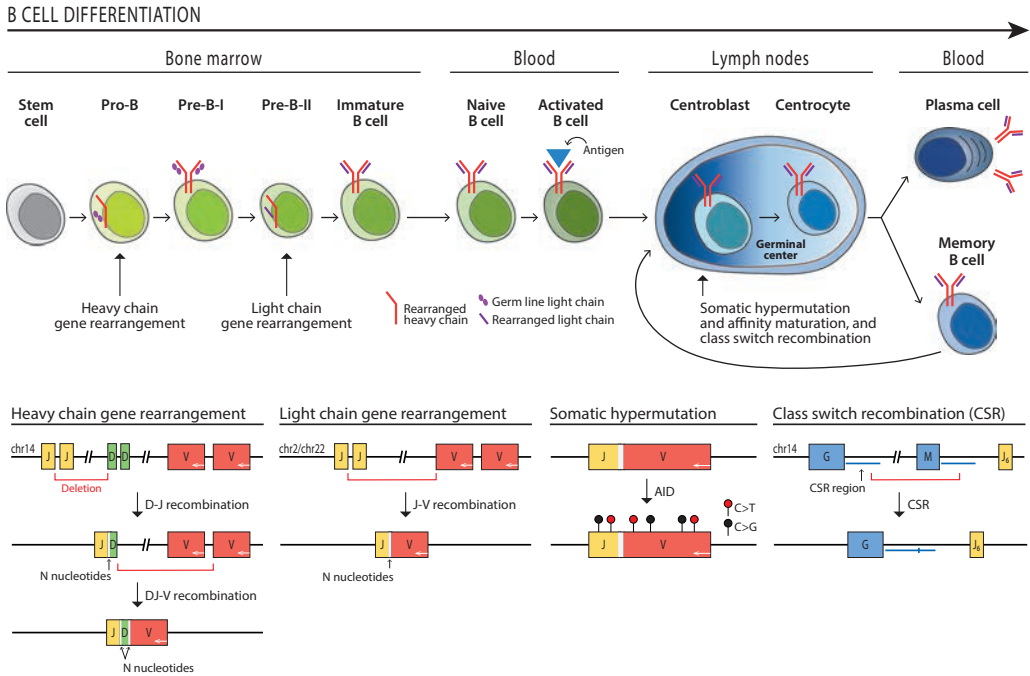 B CELL DIFFERENTIATION
Bone marrow
Blood
Lymph nodes
Blood
Stem
cell
Pro-B
Pre-B-I
Pre-B-II
Immature
B cell
Naive
B cell
Activated
B cell
Centroblast
Centrocyte
Plasma cell
Antigen
Germinal
center
Memory
B cell
Heavy chain
gene rearrangement
Light chain
gene rearrangement
Rearranged
heavy chain
Germ line light chain
Rearranged light chain
Somatic hypermutation
and affinity maturation, and
class switch recombination
Heavy chain gene rearrangement
chr14
J J D D V V
Deletion
D-J recombination
J D V V
N nucleotides
DJ-V recombination
J D V
N nucleotides
Light chain gene rearrangement
chr2/chr22
J J V V
J-V recombination
J V
N nucleotides
Somatic hypermutation
J V
AID
C>T
C>G
J V
Class switch recombination (CSR)
chr14
G M J6
CSR region
CSR
G J6